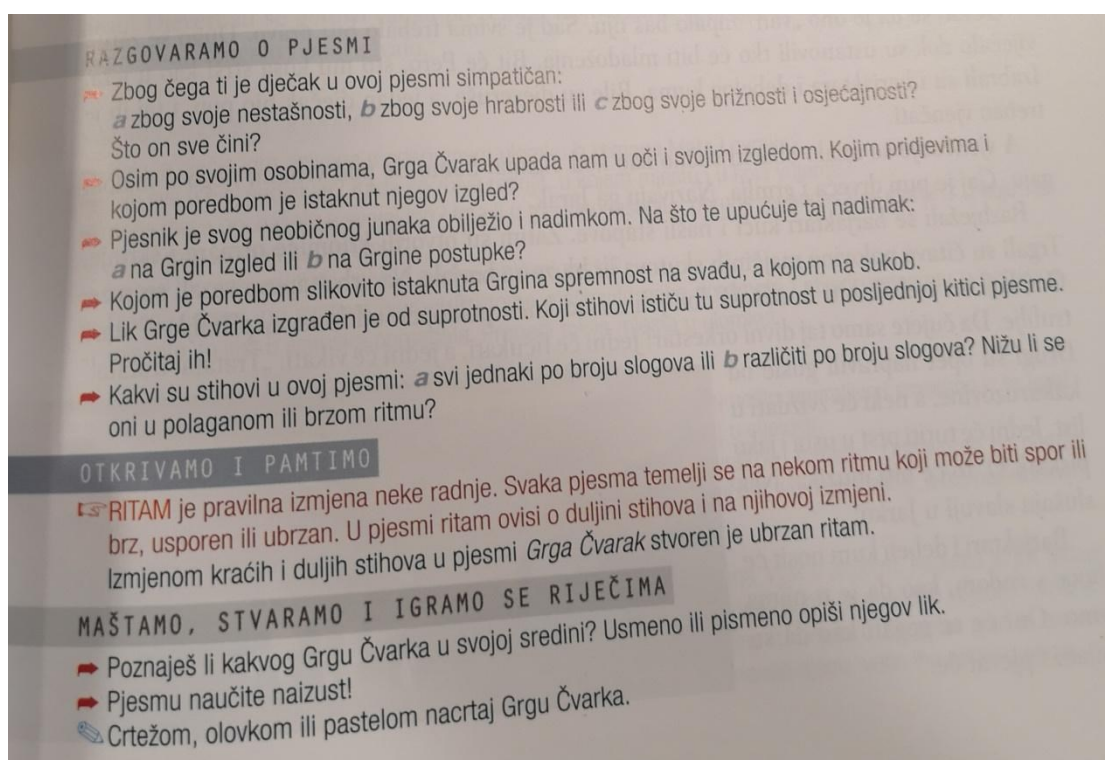 RAZGOVARAMO O PJESMI
Zbog čega ti je dječak u ovoj pjesmi simpatičan:
a zbog svoje nestašnosti, b zbog svoje hrabrosti ili c zbog svoje brižnosti i osjećajnosti?
Što on sve čini?
Osim po svojim osobinama, Grga Čvarak upada nam u oči i svojim izgledom. Kojim pridjevima i
kojom poredbom je istaknut njegov izgled?
Pjesnik je svog neobičnog junaka obilježio i nadimkom. Na što te upućuje taj nadimak:
a na Grgin izgled ili b na Grgine postupke?
Kojom je poredbom slikovito istaknuta Grgina spremnost na svađu, a kojom na sukob.
Lik Grge Čvarka izgrađen je od suprotnosti. Koji stihovi ističu tu suprotnost u posljednjoj kitici pjesme.
Pročitaj ih!
Kakvi su stihovi u ovoj pjesmi: a svi jednaki po broju slogova ili b različiti po broju slogova? Nižu li se
oni u polaganom ili brzom ritmu?
OTKRIVAMO I PAMTIMO
RITAM je pravilna izmjena neke radnje. Svaka pjesma temelji se na nekom ritmu koji može biti spor ili
brz, usporen ili ubrzan. U pjesmi ritam ovisi o duljini stihova i na njihovoj izmjeni.
Izmjenom kraćih i duljih stihova u pjesmi Grga Čvarak stvoren je ubrzan ritam.
MAŠTAMO, STVARAMO I IGRAMO SE RIJEČIMA
Poznaješ li kakvog Grgu Čvarka u svojoj sredini? Usmeno ili pismeno opiši njegov lik.
Pjesmu naučite naizust!
Crtežom, olovkom ili pastelom nacrtaj Grgu Čvarka.